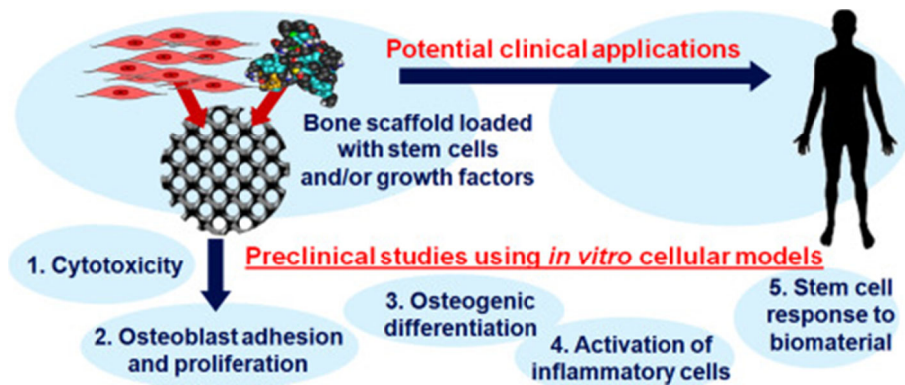 Potential clinical applications
Bone scaffold loaded
with stem cells
and/or growth factors
Preclinical studies using in vitro cellular models
1. Cytotoxicity
2. Osteoblast adhesion
and proliferation
3. Osteogenic
differentiation
4. Activation of
inflammatory cells
5. Stem cell
response to
biomaterial